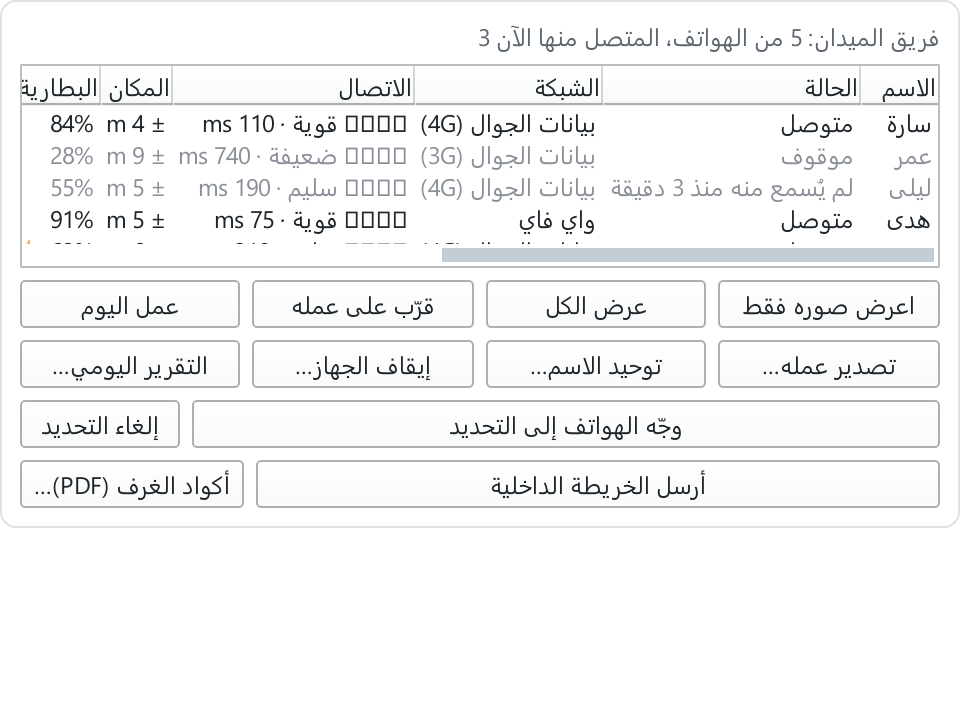 فريق الميدان: 5 من الهواتف، المتصل منها الآن 3
الاسم الحالة الشبكة الاتصال المكان البطارية
سارة متصل بيانات الجوال (4G) قوية · 110 ms ± 4 m 84%
عمر موقوف بيانات الجوال (3G) ضعيفة · 740 ms ± 9 m 28%
ليلى لم يُسمع منه منذ 3 دقيقة بيانات الجوال (4G) سليم · 190 ms ± 5 m 55%
هدى متصل واي فاي قوية · 75 ms ± 5 m 91%
اعرض صوره فقط عرض الكل قرّب على عمله عمل اليوم
تصدير عمله... توحيد الاسم... إيقاف الجهاز... التقرير اليومي...
وجّه الهواتف إلى التحديد إلغاء التحديد
أرسل الخريطة الداخلية أكواد الغرف (PDF)...